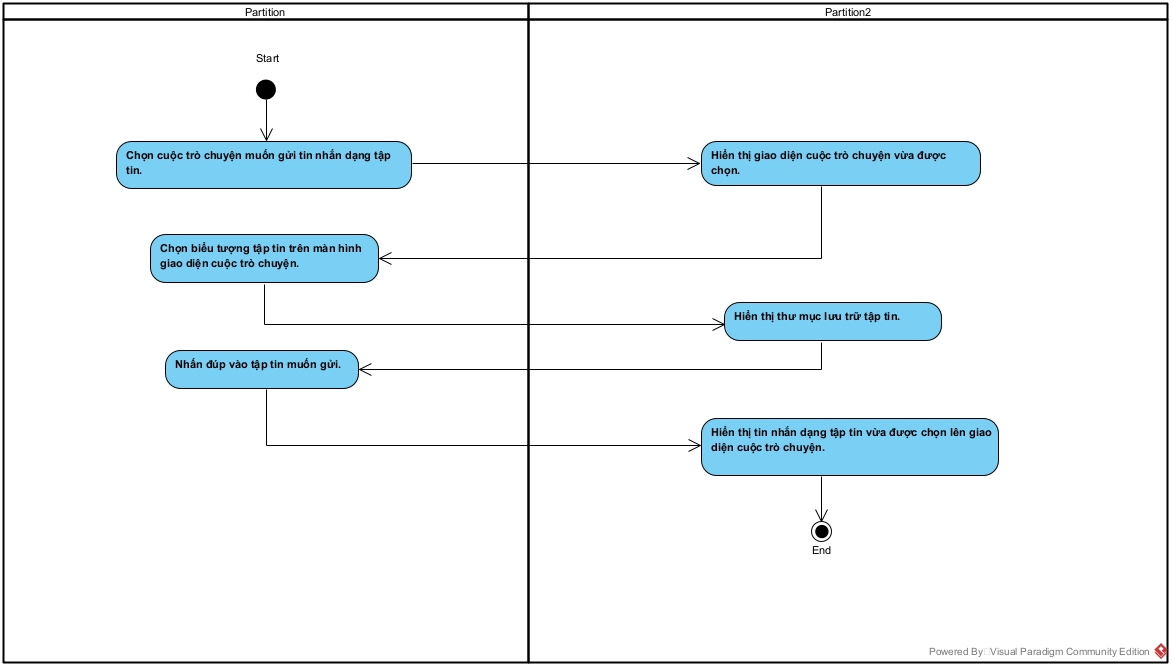 Partition
Partition2
Start
Chọn cuộc trò chuyện muốn gửi tin nhắn dạng tập
tin.
Hiển thị giao diện cuộc trò chuyện vừa được
chọn.
Chọn biểu tượng tập tin trên màn hình
giao diện cuộc trò chuyện.
Hiển thị thư mục lưu trữ tập tin.
Nhấn đúp vào tập tin muốn gửi.
Hiển thị tin nhắn dạng tập tin vừa được chọn lên giao
diện cuộc trò chuyện.
End
Powered By Visual Paradigm Community Edition